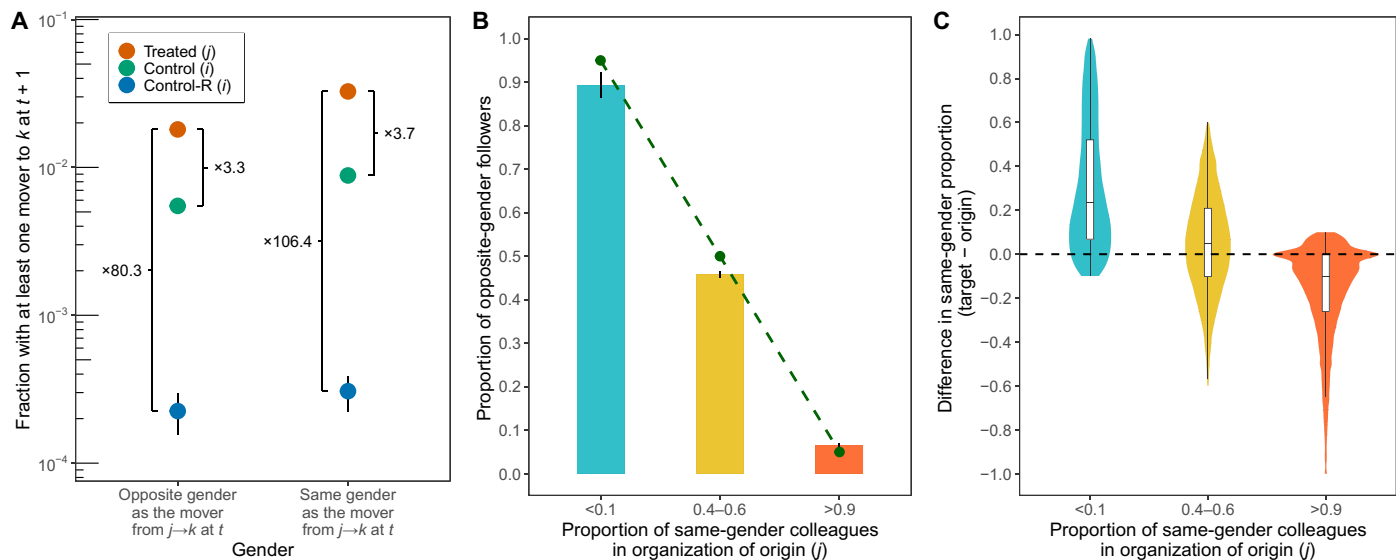 A
Fraction with at least one mover to k at t + 1
10⁻¹
10⁻²
10⁻³
10⁻⁴
Treated (j)
Control (i)
Control-R (i)
×3.3
×80.3
×3.7
×106.4
Opposite gender
as the mover
from j→k at t
Same gender
as the mover
from j→k at t
Gender
B
Proportion of opposite-gender followers
1.0
0.9
0.8
0.7
0.6
0.5
0.4
0.3
0.2
0.1
0.0
<0.1
0.4–0.6
>0.9
Proportion of same-gender colleagues
in organization of origin (j)
C
Difference in same-gender proportion
(target − origin)
1.0
0.8
0.6
0.4
0.2
0.0
−0.2
−0.4
−0.6
−0.8
−1.0
<0.1
0.4–0.6
>0.9
Proportion of same-gender colleagues
in organization of origin (j)